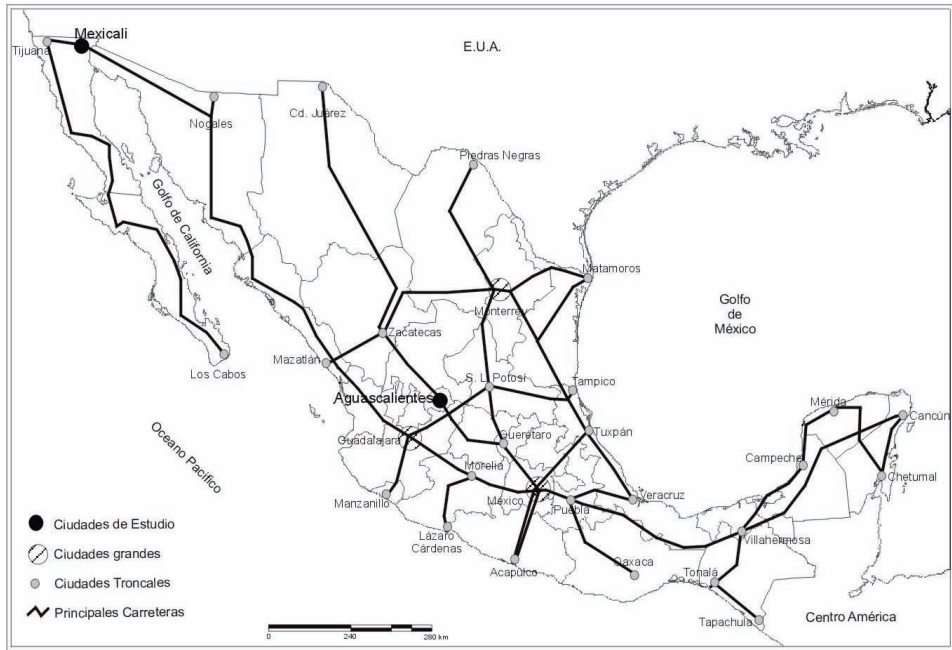 Mexicali
Tijuana
E.U.A.
Nogales
Cd. Juárez
Piedras Negras
Golfo de California
Matamoros
Monterrey
Golfo
de
México
Zacatecas
Mazatlán
Los Cabos
S. L. Potosí
Tampico
Aguascalientes
Mérida
Cancún
Oceano Pacífico
Guadalajara
Querétaro
Tuxpán
Morelia
Campeche
Chetumal
Manzanillo
México
Puebla
Veracruz
Lázaro
Cárdenas
Villahermosa
Acapulco
Oaxaca
Tonalá
Tapachula
Centro América
Ciudades de Estudio
Ciudades grandes
Ciudades Troncales
Principales Carreteras
0 240 280 km